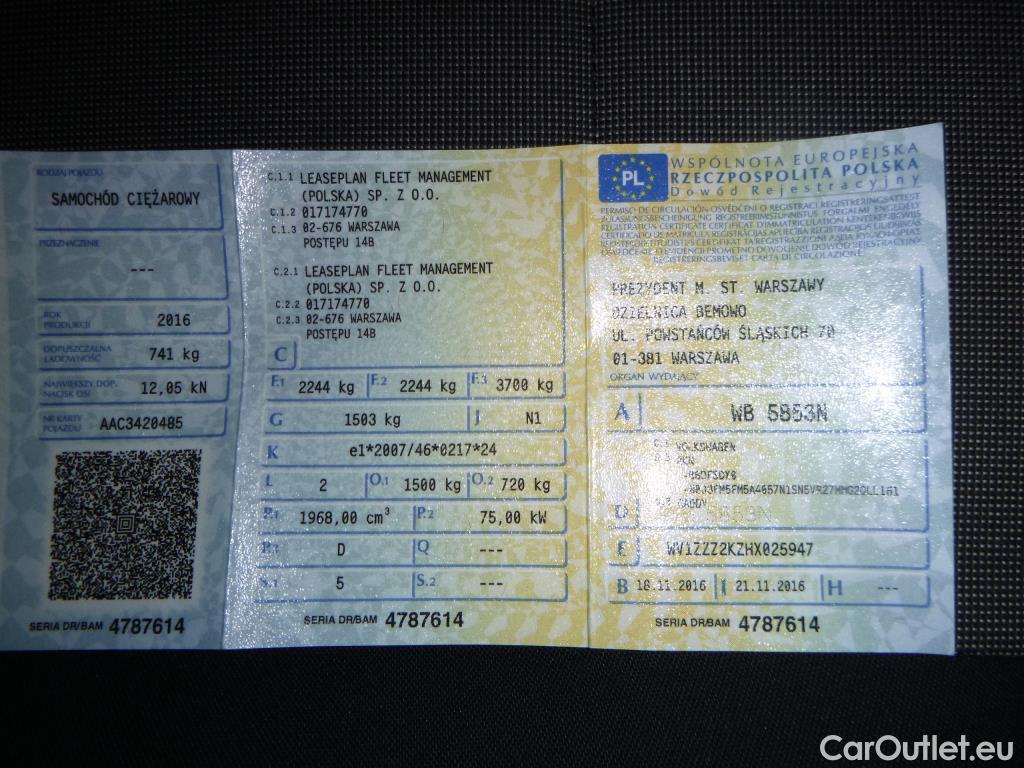 RODZAJ POJAZDU
SAMOCHÓD CIĘŻAROWY
PRZEZNACZENIE
---
ROK PRODUKCJI 2016
DOPUSZCZALNA ŁADOWNOŚĆ 741 kg
NAJWIĘKSZY DOP. NACISK OSI 12,05 kN
NR KARTY POJAZDU AAC3420485
SERIA DR/BAM 4787614
C.1.1 LEASEPLAN FLEET MANAGEMENT
(POLSKA) SP. Z O.O.
C.1.2 017174770
C.1.3 02-676 WARSZAWA
POSTĘPU 14B
C.2.1 LEASEPLAN FLEET MANAGEMENT
(POLSKA) SP. Z O.O.
C.2.2 017174770
C.2.3 02-676 WARSZAWA
POSTĘPU 14B
C
F.1 2244 kg F.2 2244 kg F.3 3700 kg
G 1503 kg J N1
K e1*2007/46*0217*24
L 2 O.1 1500 kg O.2 720 kg
P.1 1968,00 cm³ P.2 75,00 kW
P.3 D Q ---
S.1 5 S.2 ---
SERIA DR/BAM 4787614
PL
WSPÓLNOTA EUROPEJSKA
RZECZPOSPOLITA POLSKA
Dowód Rejestracyjny
PREZYDENT M. ST. WARSZAWY
DZIELNICA BEMOWO
UL. POWSTAŃCÓW ŚLĄSKICH 70
01-381 WARSZAWA
ORGAN WYDAJĄCY
A WB 5853N
VOLKSWAGEN
CADDY
D
E WV1ZZZ2KZHX025947
B 18.11.2016 I 21.11.2016 H ---
SERIA DR/BAM 4787614
CarOutlet.eu